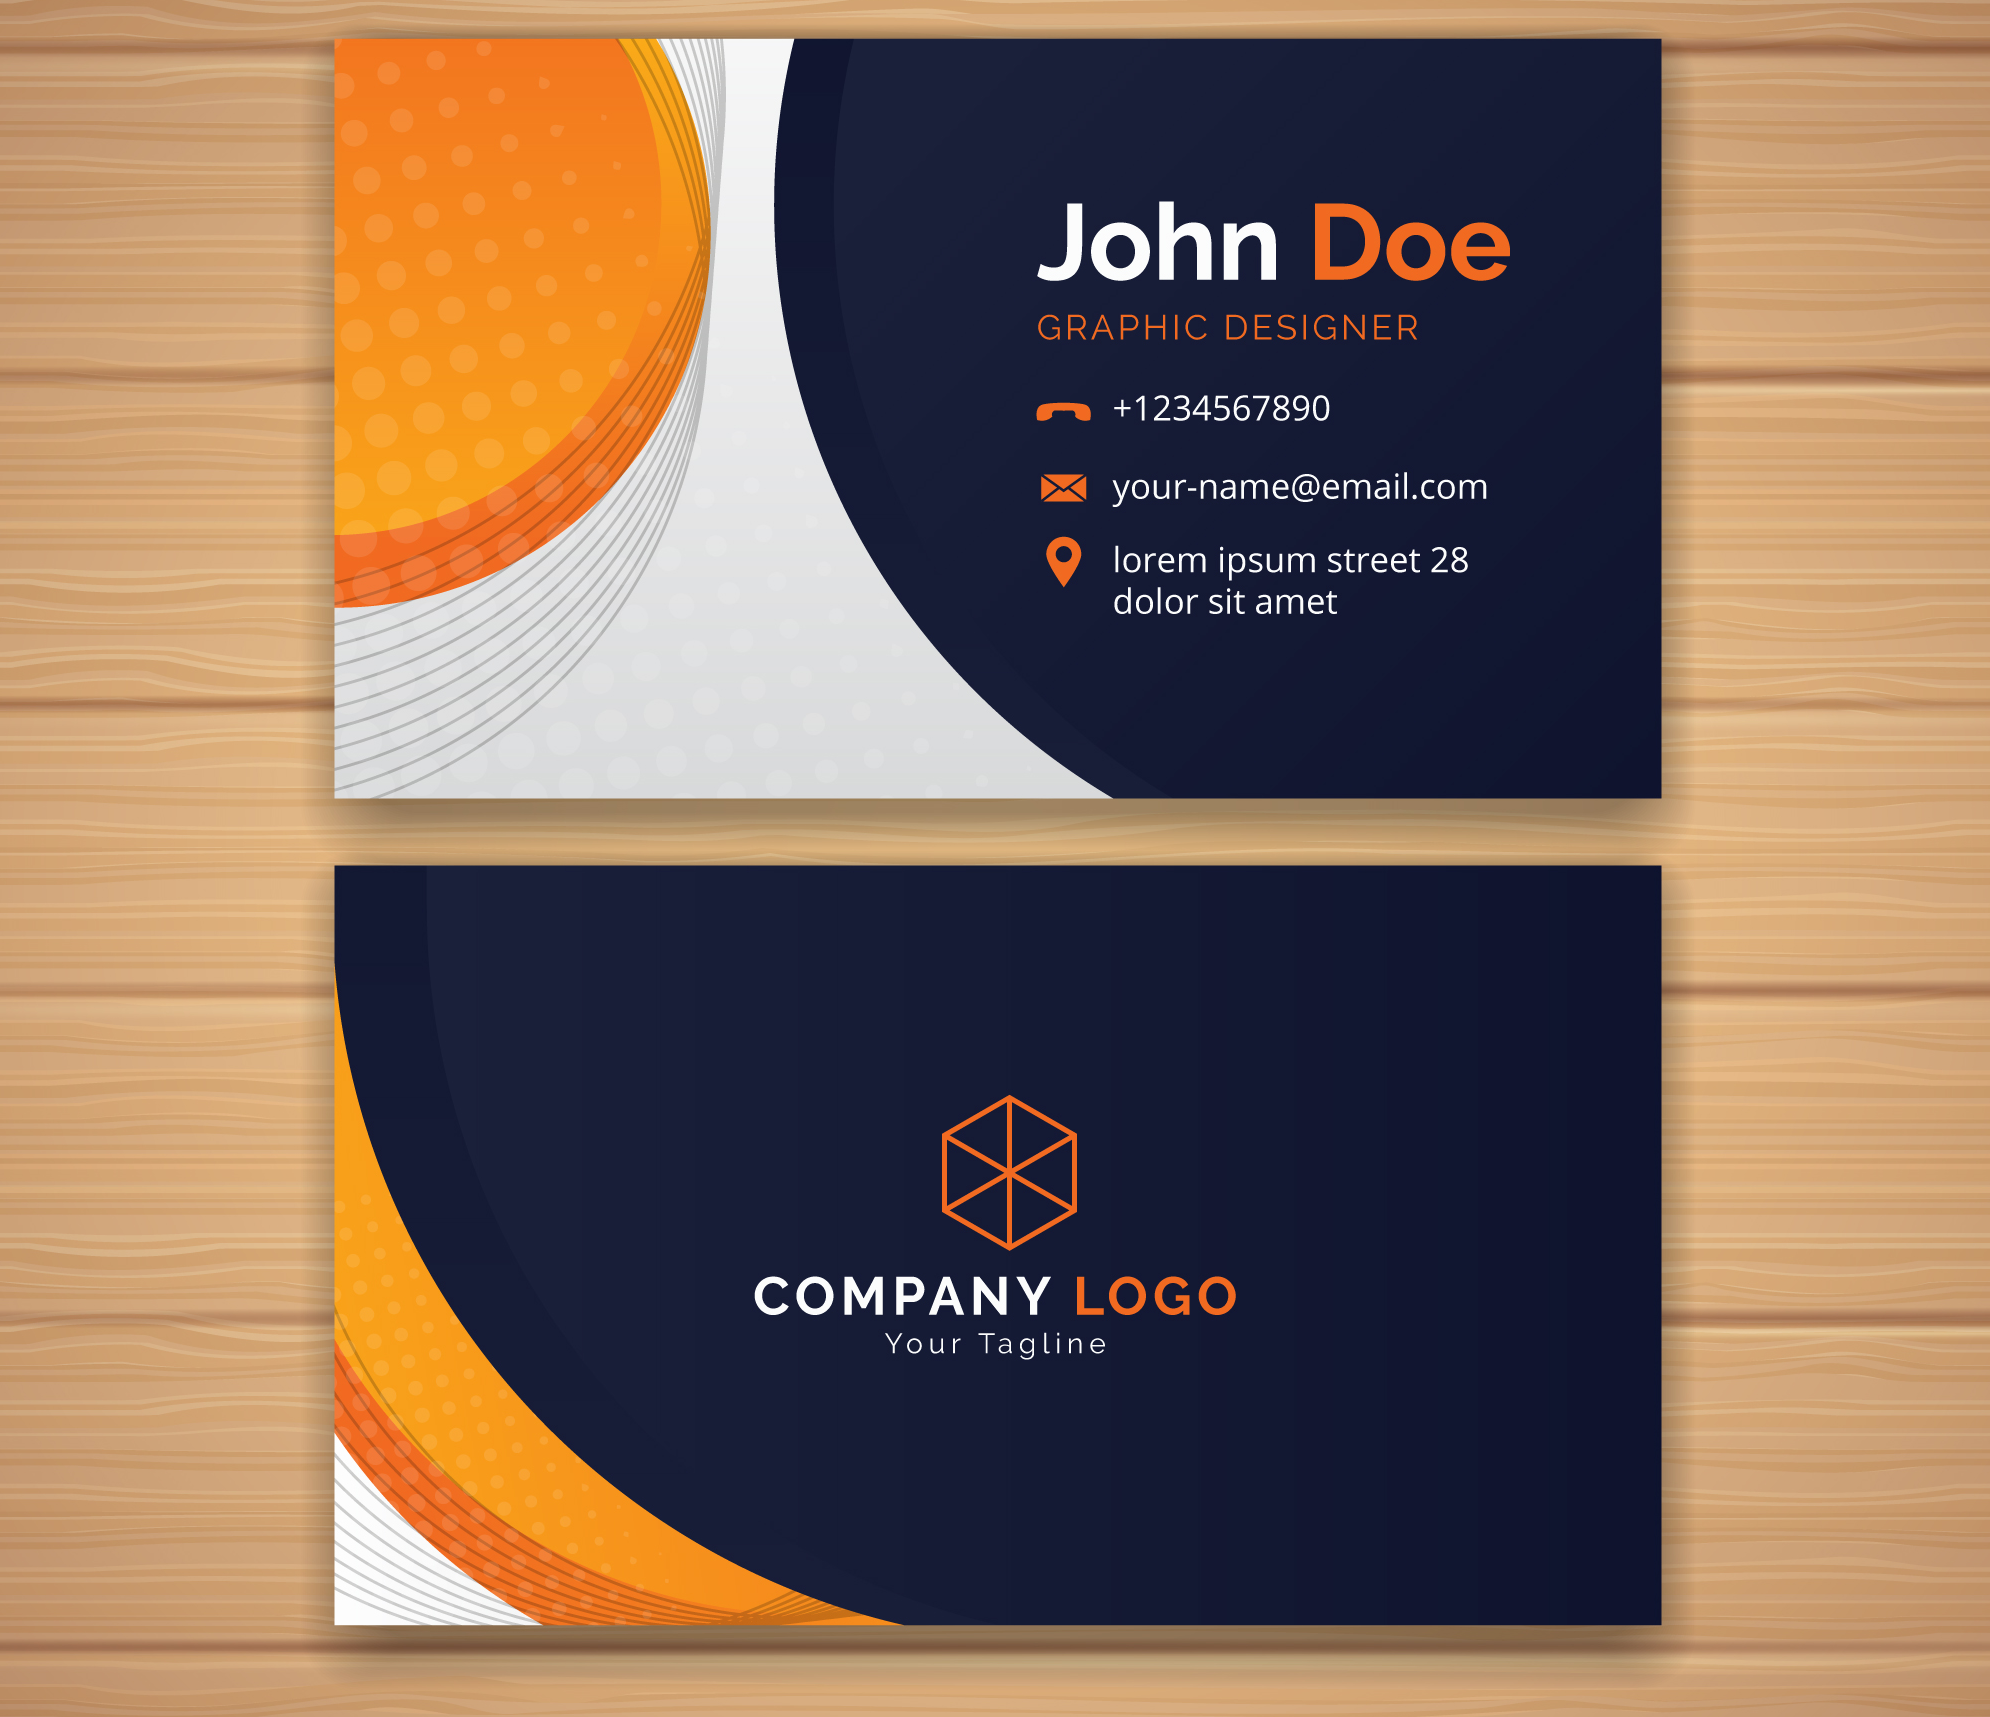 John Doe
GRAPHIC DESIGNER
+1234567890
your-name@email.com
lorem ipsum street 28
dolor sit amet
COMPANY LOGO
Your Tagline